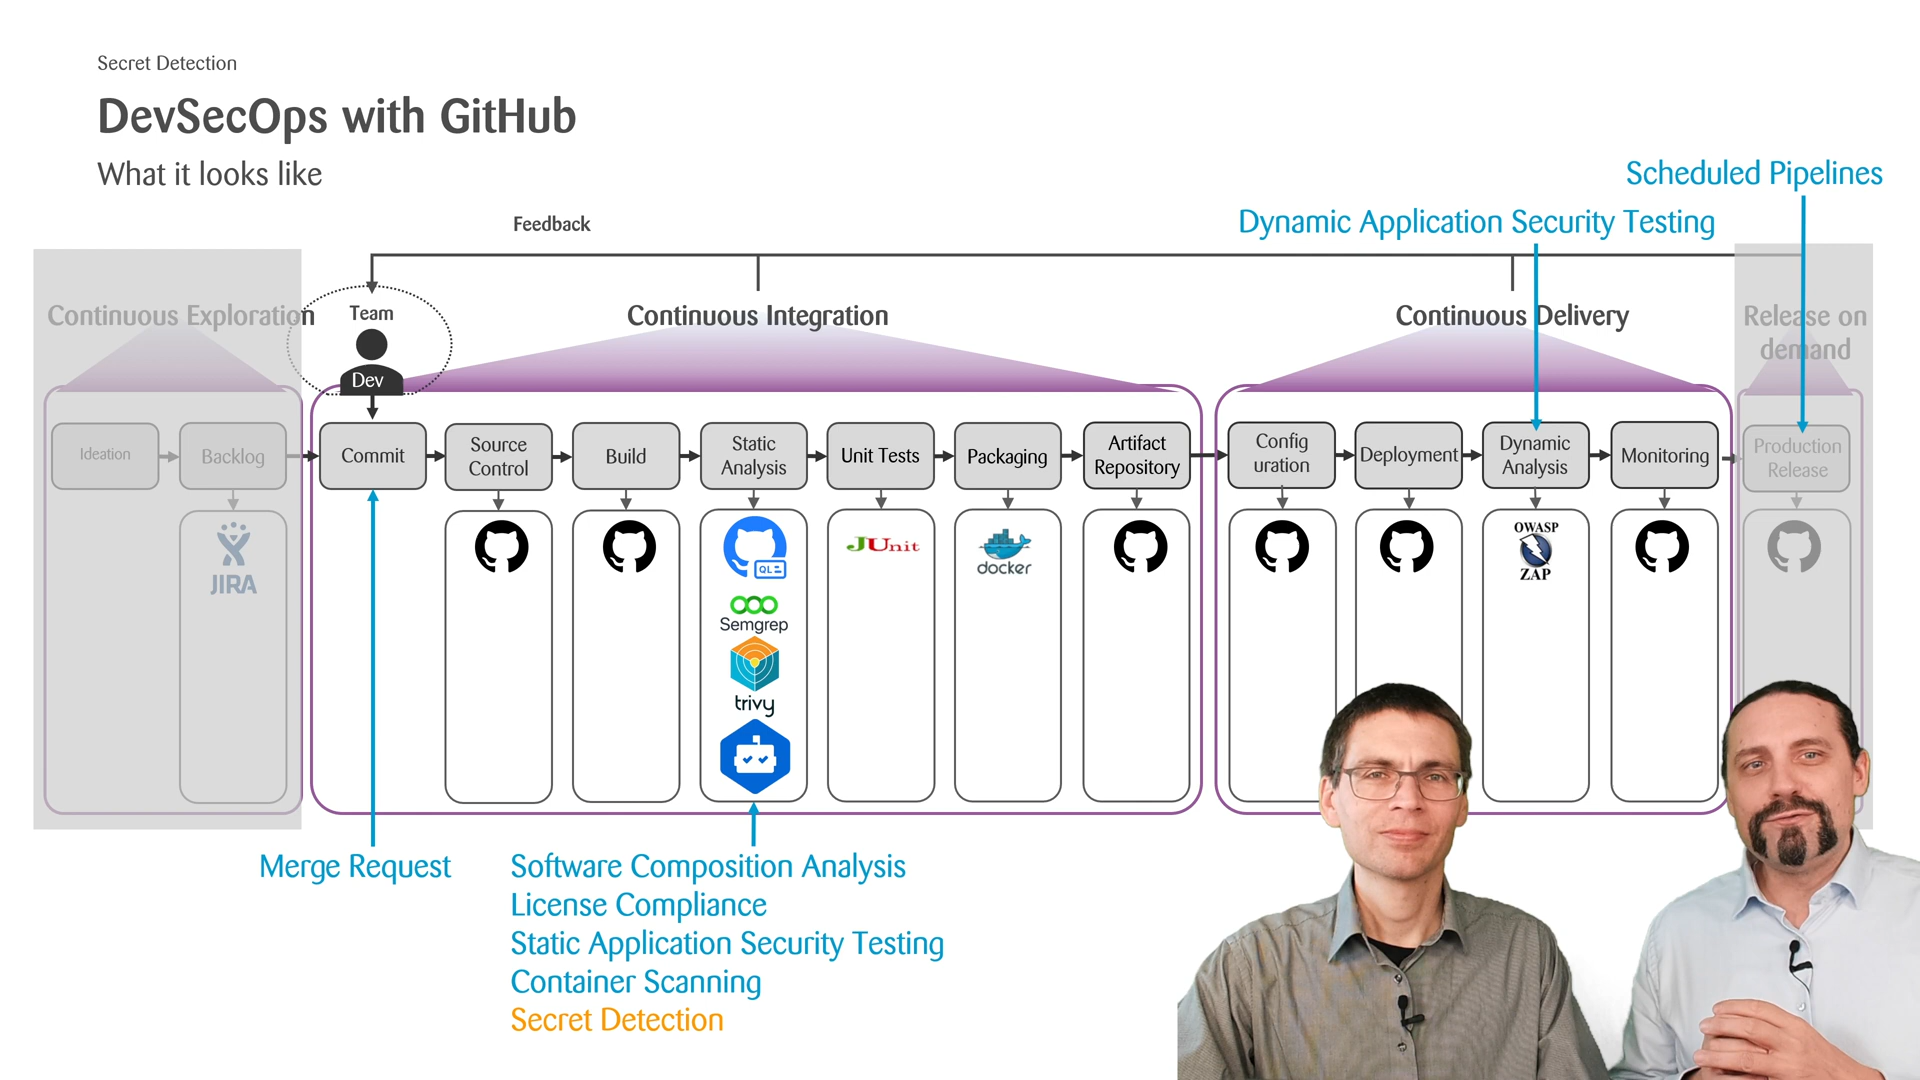 Secret Detection
DevSecOps with GitHub
What it looks like
Scheduled Pipelines
Dynamic Application Security Testing
Feedback
Continuous Exploration
Team
Dev
Continuous Integration
Continuous Delivery
Release on
demand
Ideation
Backlog
Commit
Source
Control
Build
Static
Analysis
Unit Tests
Packaging
Artifact
Repository
Config
uration
Deployment
Dynamic
Analysis
Monitoring
Production
Release
JIRA
QL
Semgrep
trivy
JUnit
docker
OWASP
ZAP
Merge Request
Software Composition Analysis
License Compliance
Static Application Security Testing
Container Scanning
Secret Detection